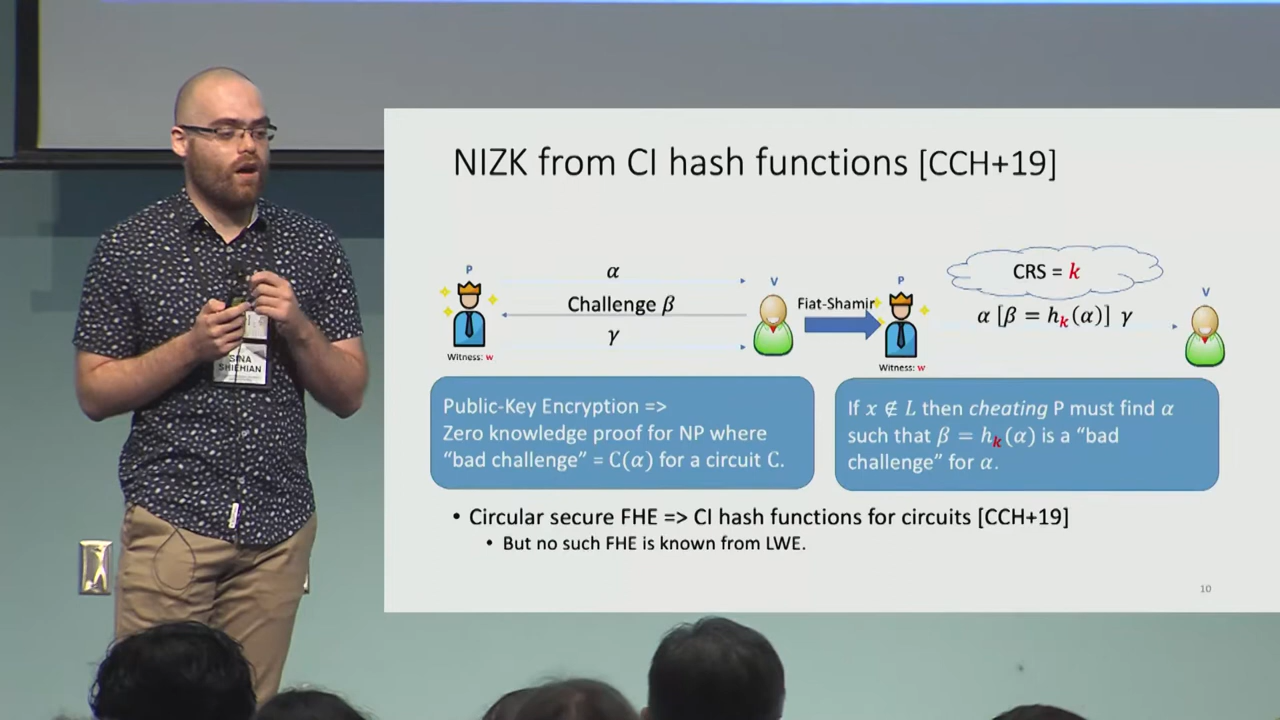 NIZK from CI hash functions [CCH+19]
P
α
V
Challenge β
γ
Witness: w
Fiat-Shamir
P
CRS = k
α [β = hₖ(α)] γ
V
Witness: w
Public-Key Encryption =>
Zero knowledge proof for NP where
“bad challenge” = C(α) for a circuit C.
If x ∉ L then cheating P must find α
such that β = hₖ(α) is a “bad
challenge” for α.
• Circular secure FHE => CI hash functions for circuits [CCH+19]
• But no such FHE is known from LWE.
10
SINA
SHIEHIAN